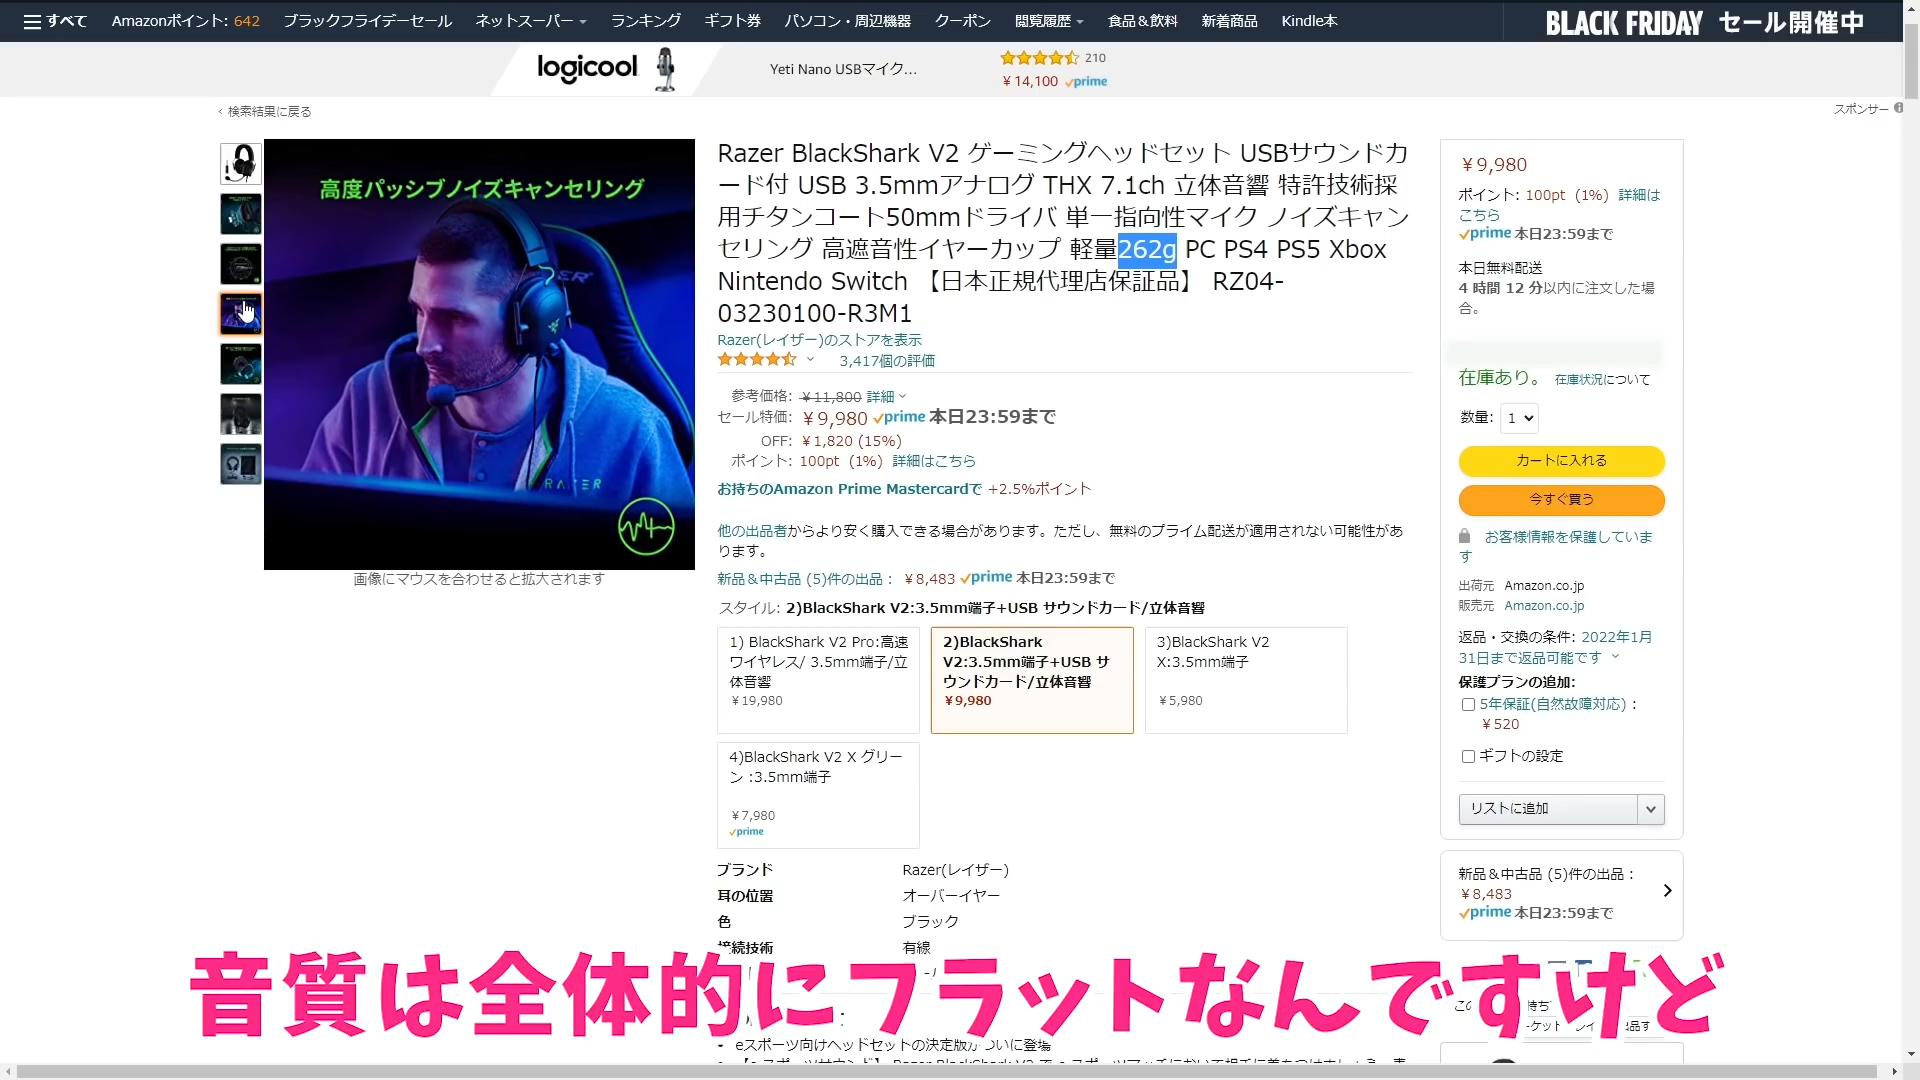 すべて Amazonポイント: 642 ブラックフライデーセール ネットスーパー ランキング ギフト券 パソコン・周辺機器 クーポン 閲覧履歴 食品＆飲料 新着商品 Kindle本 BLACK FRIDAY セール開催中
logicool Yeti Nano USBマイク... 210
￥14,100 prime
‹ 検索結果に戻る
スポンサー
高度パッシブノイズキャンセリング
RAZER
画像にマウスを合わせると拡大されます
Razer BlackShark V2 ゲーミングヘッドセット USBサウンドカ
ード付 USB 3.5mmアナログ THX 7.1ch 立体音響 特許技術採
用チタンコート50mmドライバ 単一指向性マイク ノイズキャン
セリング 高遮音性イヤーカップ 軽量262g PC PS4 PS5 Xbox
Nintendo Switch 【日本正規代理店保証品】 RZ04-
03230100-R3M1
Razer(レイザー)のストアを表示
3,417個の評価
参考価格: ￥11,800 詳細
セール特価: ￥9,980 prime 本日23:59まで
OFF: ￥1,820 (15%)
ポイント: 100pt (1%) 詳細はこちら
お持ちのAmazon Prime Mastercardで +2.5%ポイント
他の出品者からより安く購入できる場合があります。ただし、無料のプライム配送が適用されない可能性があ
ります。
新品＆中古品 (5)件の出品： ￥8,483 prime 本日23:59まで
スタイル: 2)BlackShark V2:3.5mm端子+USB サウンドカード/立体音響
1) BlackShark V2 Pro:高速
ワイヤレス/ 3.5mm端子/立
体音響
￥19,980
2)BlackShark
V2:3.5mm端子+USB サ
ウンドカード/立体音響
￥9,980
3)BlackShark V2
X:3.5mm端子
￥5,980
4)BlackShark V2 X グリー
ン :3.5mm端子
￥7,980
prime
ブランド Razer(レイザー)
耳の位置 オーバーイヤー
色 ブラック
接続技術 有線
eスポーツ向けヘッドセットの決定版がついに登場
￥9,980
ポイント: 100pt (1%) 詳細は
こちら
prime 本日23:59まで
本日無料配送
4 時間 12 分以内に注文した場
合。
在庫あり。 在庫状況について
数量: 1
カートに入れる
今すぐ買う
お客様情報を保護していま
す
出荷元 Amazon.co.jp
販売元 Amazon.co.jp
返品・交換の条件: 2022年1月
31日まで返品可能です
保護プランの追加:
5年保証(自然故障対応)：
￥520
ギフトの設定
リストに追加
新品＆中古品 (5)件の出品：
￥8,483
prime 本日23:59まで
音質は全体的にフラットなんですけど